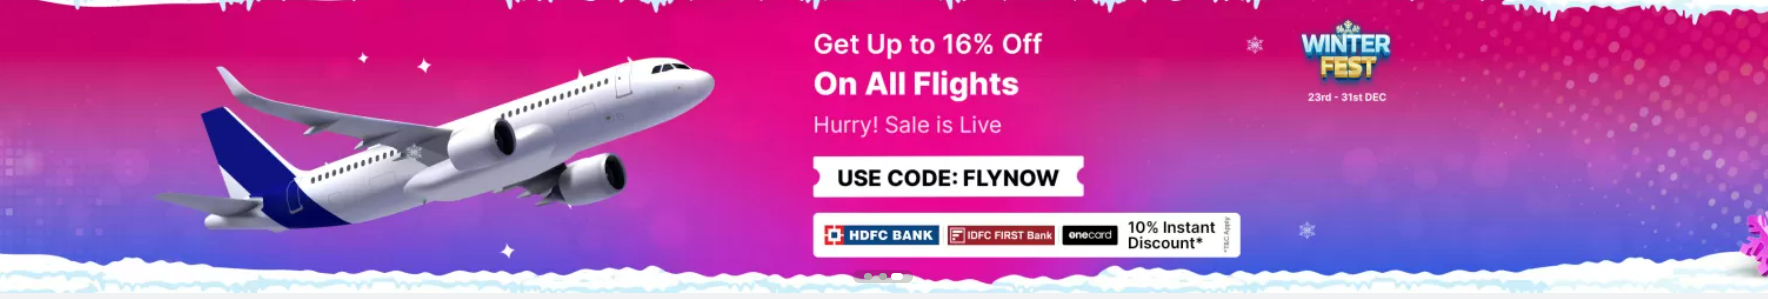 Get Up to 16% Off
On All Flights
Hurry! Sale is Live
USE CODE: FLYNOW
HDFC BANK
IDFC FIRST Bank
onecard
10% Instant
Discount*
*T&C Apply
WINTER
FEST
23rd - 31st DEC